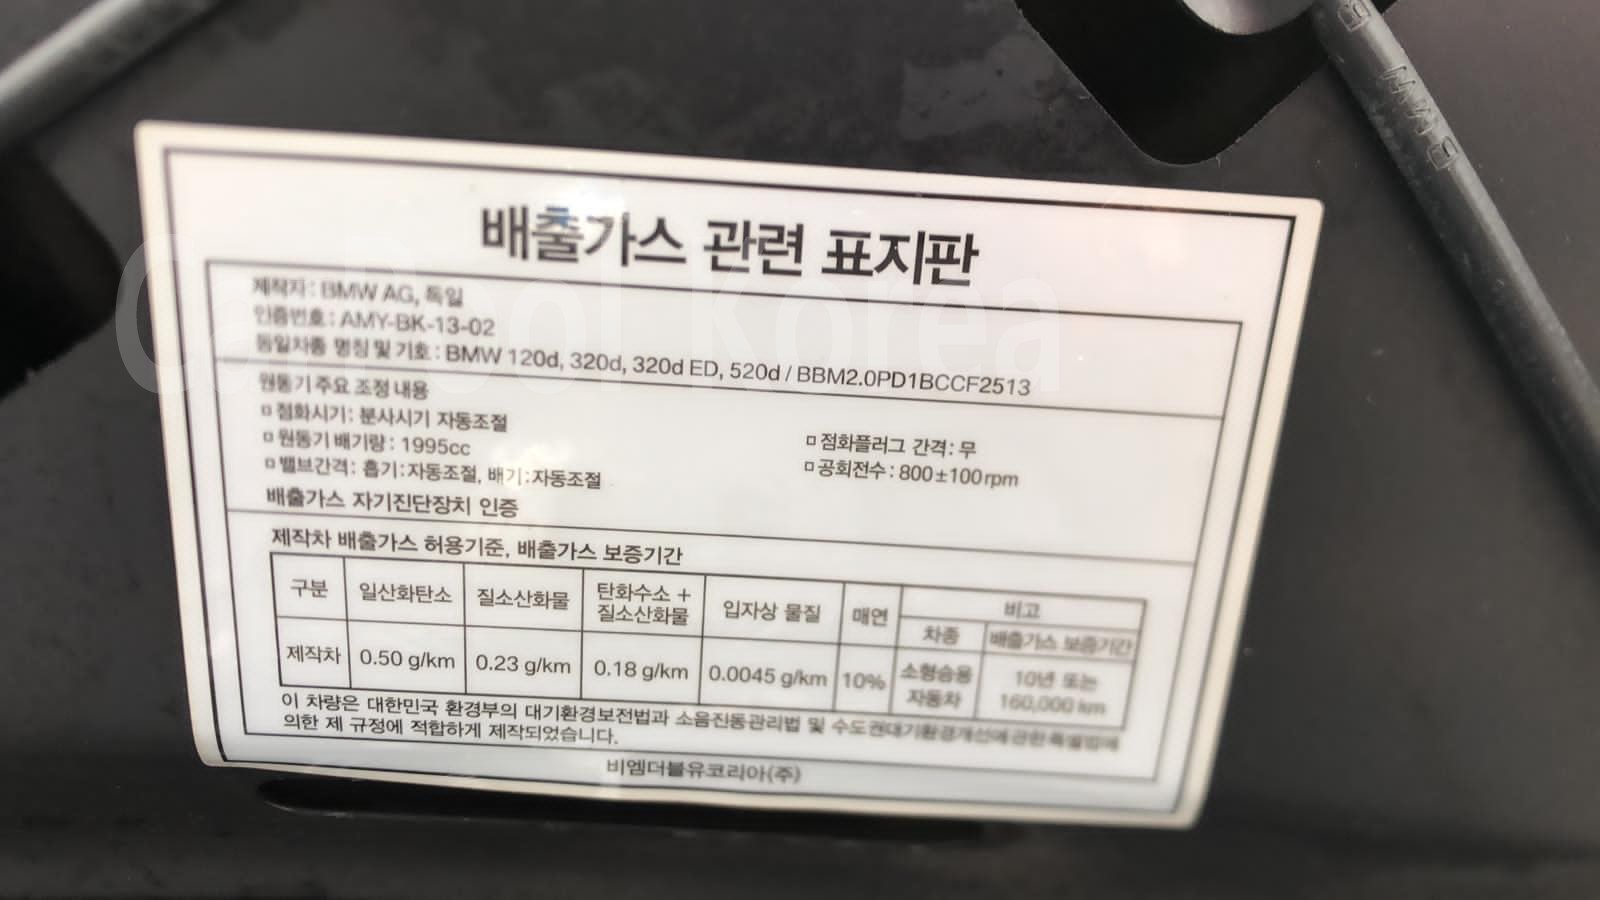 BMW
배출가스 관련 표지판
제작자: BMW AG, 독일
인증번호: AMY-BK-13-02
동일차종 명칭 및 기호: BMW 120d, 320d, 320d ED, 520d / BBM2.0PD1BCCF2513
원동기 주요 조정 내용
□ 점화시기: 분사시기 자동조절
□ 원동기 배기량: 1995cc
□ 점화플러그 간격: 무
□ 밸브간격: 흡기:자동조절, 배기:자동조절
□ 공회전수: 800±100rpm
배출가스 자기진단장치 인증
제작차 배출가스 허용기준, 배출가스 보증기간
구분 일산화탄소 질소산화물 탄화수소 + 질소산화물 입자상 물질 매연 비고
차종 배출가스 보증기간
제작차 0.50 g/km 0.23 g/km 0.18 g/km 0.0045 g/km 10% 소형승용 자동차 10년 또는 160,000 km
이 차량은 대한민국 환경부의 대기환경보전법과 소음진동관리법 및 수도권대기환경개선에관한특별법에
의한 제 규정에 적합하게 제작되었습니다.
비엠더블유코리아(주)
Korea